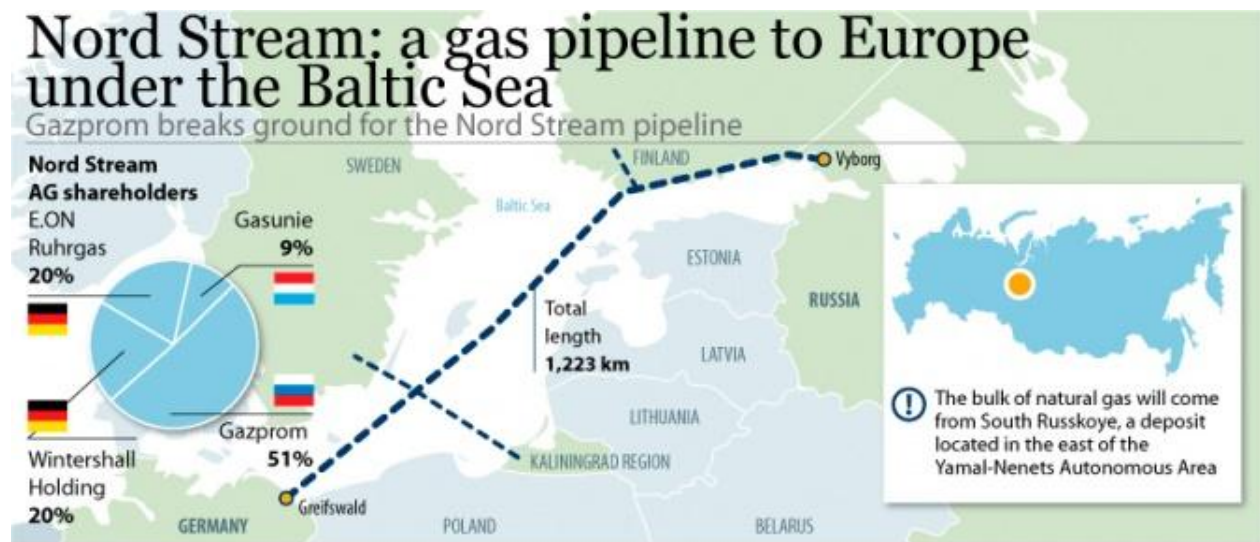 Nord Stream: a gas pipeline to Europe
under the Baltic Sea
Gazprom breaks ground for the Nord Stream pipeline
Nord Stream
AG shareholders
E.ON
Ruhrgas
20%
Gasunie
9%
Wintershall
Holding
20%
Gazprom
51%
SWEDEN
FINLAND
Vyborg
Baltic Sea
ESTONIA
RUSSIA
Total
length
1,223 km
LATVIA
LITHUANIA
KALININGRAD REGION
Greifswald
GERMANY
POLAND
BELARUS
The bulk of natural gas will come
from South Russkoye, a deposit
located in the east of the
Yamal-Nenets Autonomous Area